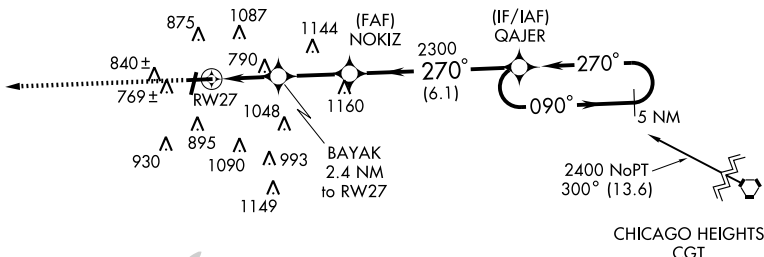 875
1087
1144
(FAF)
NOKIZ
(IF/IAF)
QAJER
840±
790
2300
270°
(6.1)
270°
769±
RW27
1160
090°
5 NM
1048
930
895
1090
993
1149
BAYAK
2.4 NM
to RW27
2400 NoPT
300° (13.6)
CHICAGO HEIGHTS
CGT